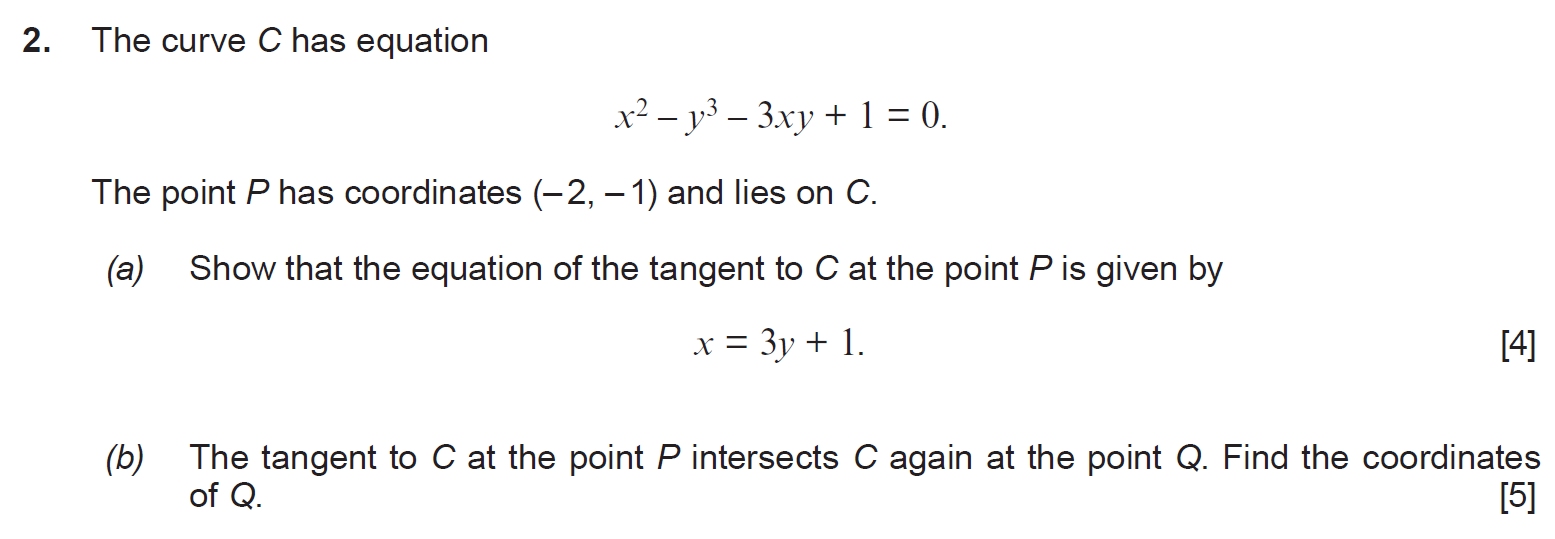 2. The curve C has equation
x² – y³ – 3xy + 1 = 0.
The point P has coordinates (–2, –1) and lies on C.
(a) Show that the equation of the tangent to C at the point P is given by
x = 3y + 1. [4]
(b) The tangent to C at the point P intersects C again at the point Q. Find the coordinates
of Q. [5]